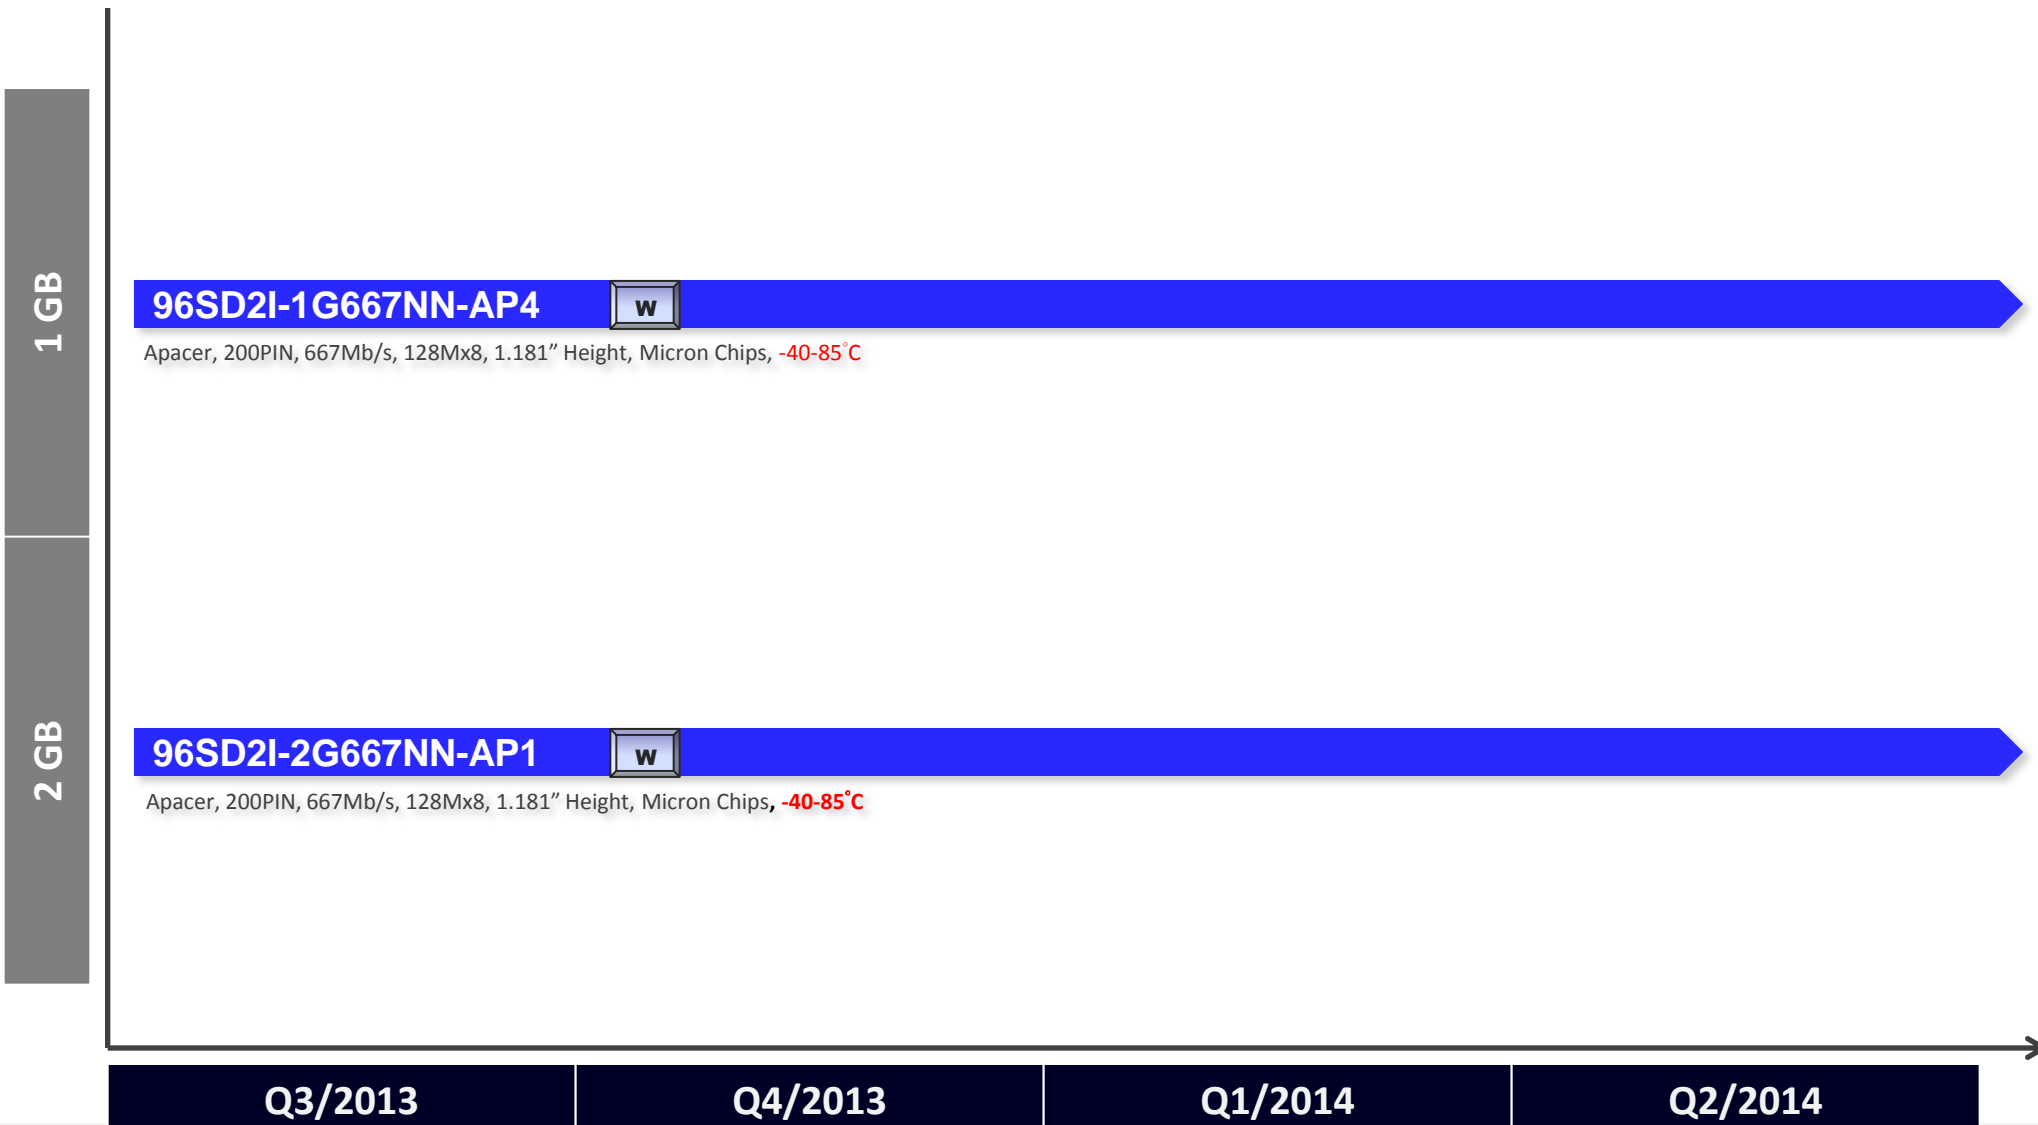 1 GB
96SD2I-1G667NN-AP4 W
Apacer, 200PIN, 667Mb/s, 128Mx8, 1.181” Height, Micron Chips, -40-85°C
2 GB
96SD2I-2G667NN-AP1 W
Apacer, 200PIN, 667Mb/s, 128Mx8, 1.181” Height, Micron Chips, -40-85°C
Q3/2013 Q4/2013 Q1/2014 Q2/2014